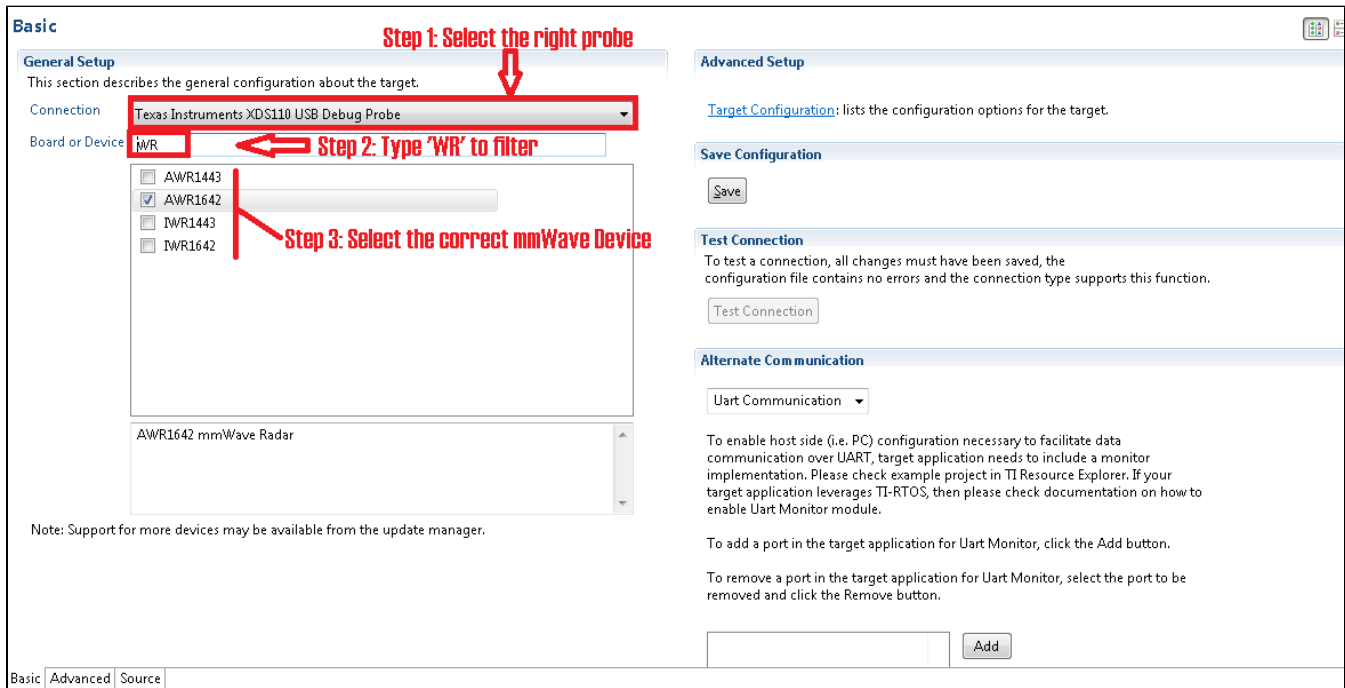 Basic
Step 1: Select the right probe
General Setup
This section describes the general configuration about the target.
Connection
Texas Instruments XDS110 USB Debug Probe
Board or Device
WR
Step 2: Type 'WR' to filter
AWR1443
AWR1642
IWR1443
IWR1642
Step 3: Select the correct mmWave Device
AWR1642 mmWave Radar
Note: Support for more devices may be available from the update manager.
Advanced Setup
Target Configuration: lists the configuration options for the target.
Save Configuration
Save
Test Connection
To test a connection, all changes must have been saved, the
configuration file contains no errors and the connection type supports this function.
Test Connection
Alternate Communication
Uart Communication
To enable host side (i.e. PC) configuration necessary to facilitate data
communication over UART, target application needs to include a monitor
implementation. Please check example project in TI Resource Explorer. If your
target application leverages TI-RTOS, then please check documentation on how to
enable Uart Monitor module.
To add a port in the target application for Uart Monitor, click the Add button.
To remove a port in the target application for Uart Monitor, select the port to be
removed and click the Remove button.
Add
Basic Advanced Source